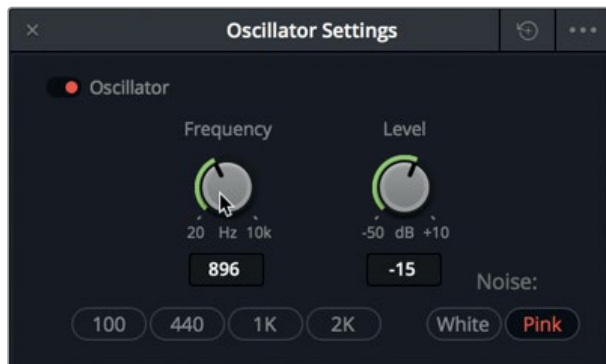 Oscillator Settings
Oscillator
Frequency Level
20 Hz 10k -50 dB +10
896 -15
Noise:
100 440 1K 2K White Pink